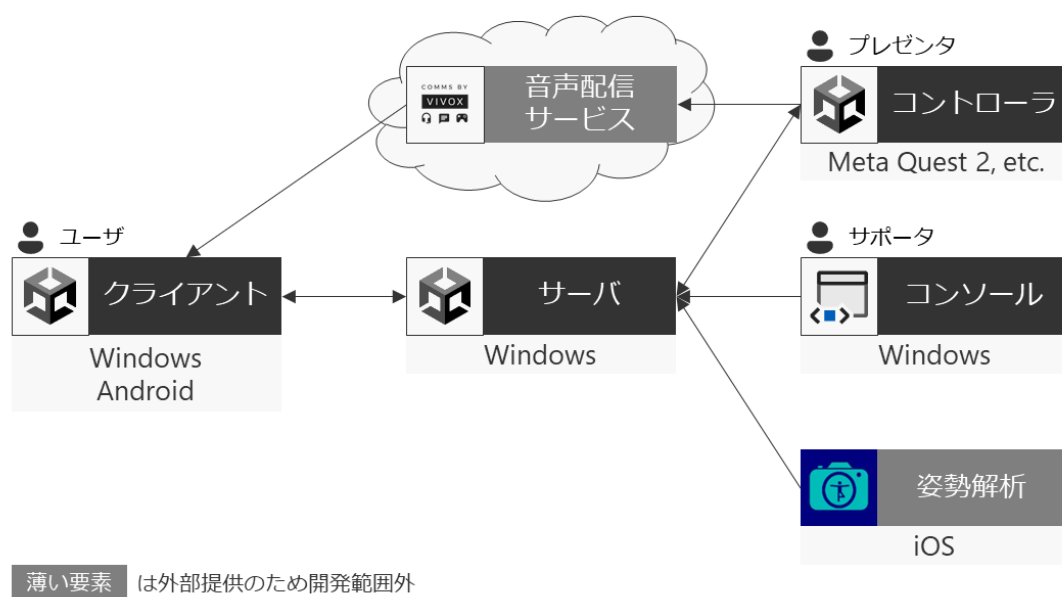 プレゼンタ
COMMS BY
VIVOX
音声配信
サービス
コントローラ
Meta Quest 2, etc.
ユーザ
サポータ
クライアント
サーバ
コンソール
Windows
Android
Windows
Windows
姿勢解析
iOS
薄い要素 は外部提供のため開発範囲外